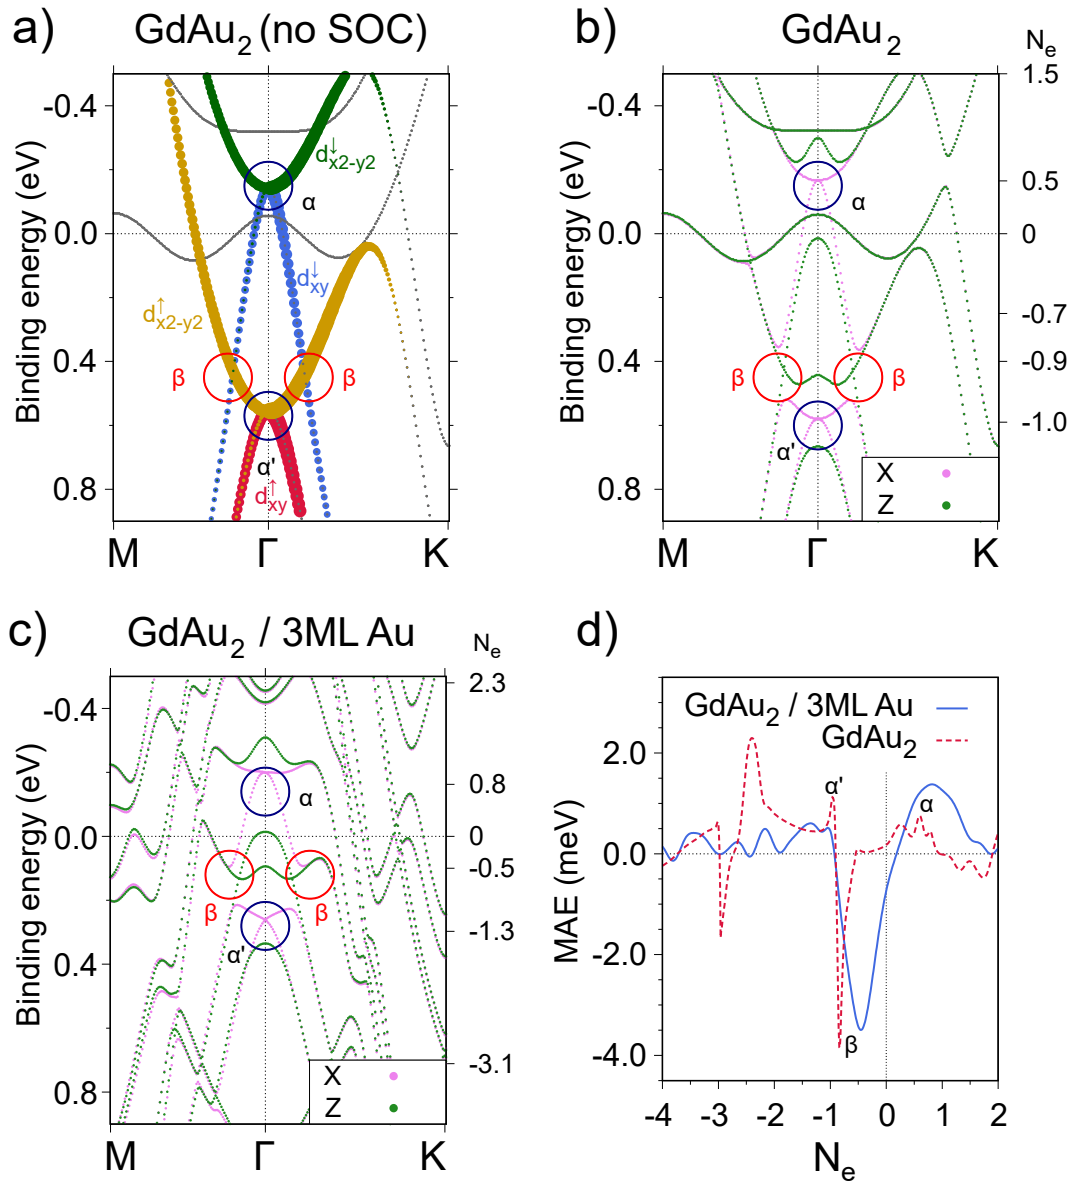 a)
GdAu2 (no SOC)
Binding energy (eV)
-0.4
0.0
0.4
0.8
d↓x2-y2
α
d↓xy
d↑x2-y2
β
β
α'
d↑xy
M
Γ
K
b)
GdAu2
Ne
Binding energy (eV)
-0.4
0.0
0.4
0.8
1.5
0.5
0
-0.7
-0.9
-1.0
α
β
β
α'
X
Z
M
Γ
K
c)
GdAu2 / 3ML Au
Ne
Binding energy (eV)
-0.4
0.0
0.4
0.8
2.3
0.8
0
-0.5
-1.3
-3.1
α
β
β
α'
X
Z
M
Γ
K
d)
GdAu2 / 3ML Au
GdAu2
MAE (meV)
2.0
0.0
-2.0
-4.0
α'
α
β
-4
-3
-2
-1
0
1
2
Ne